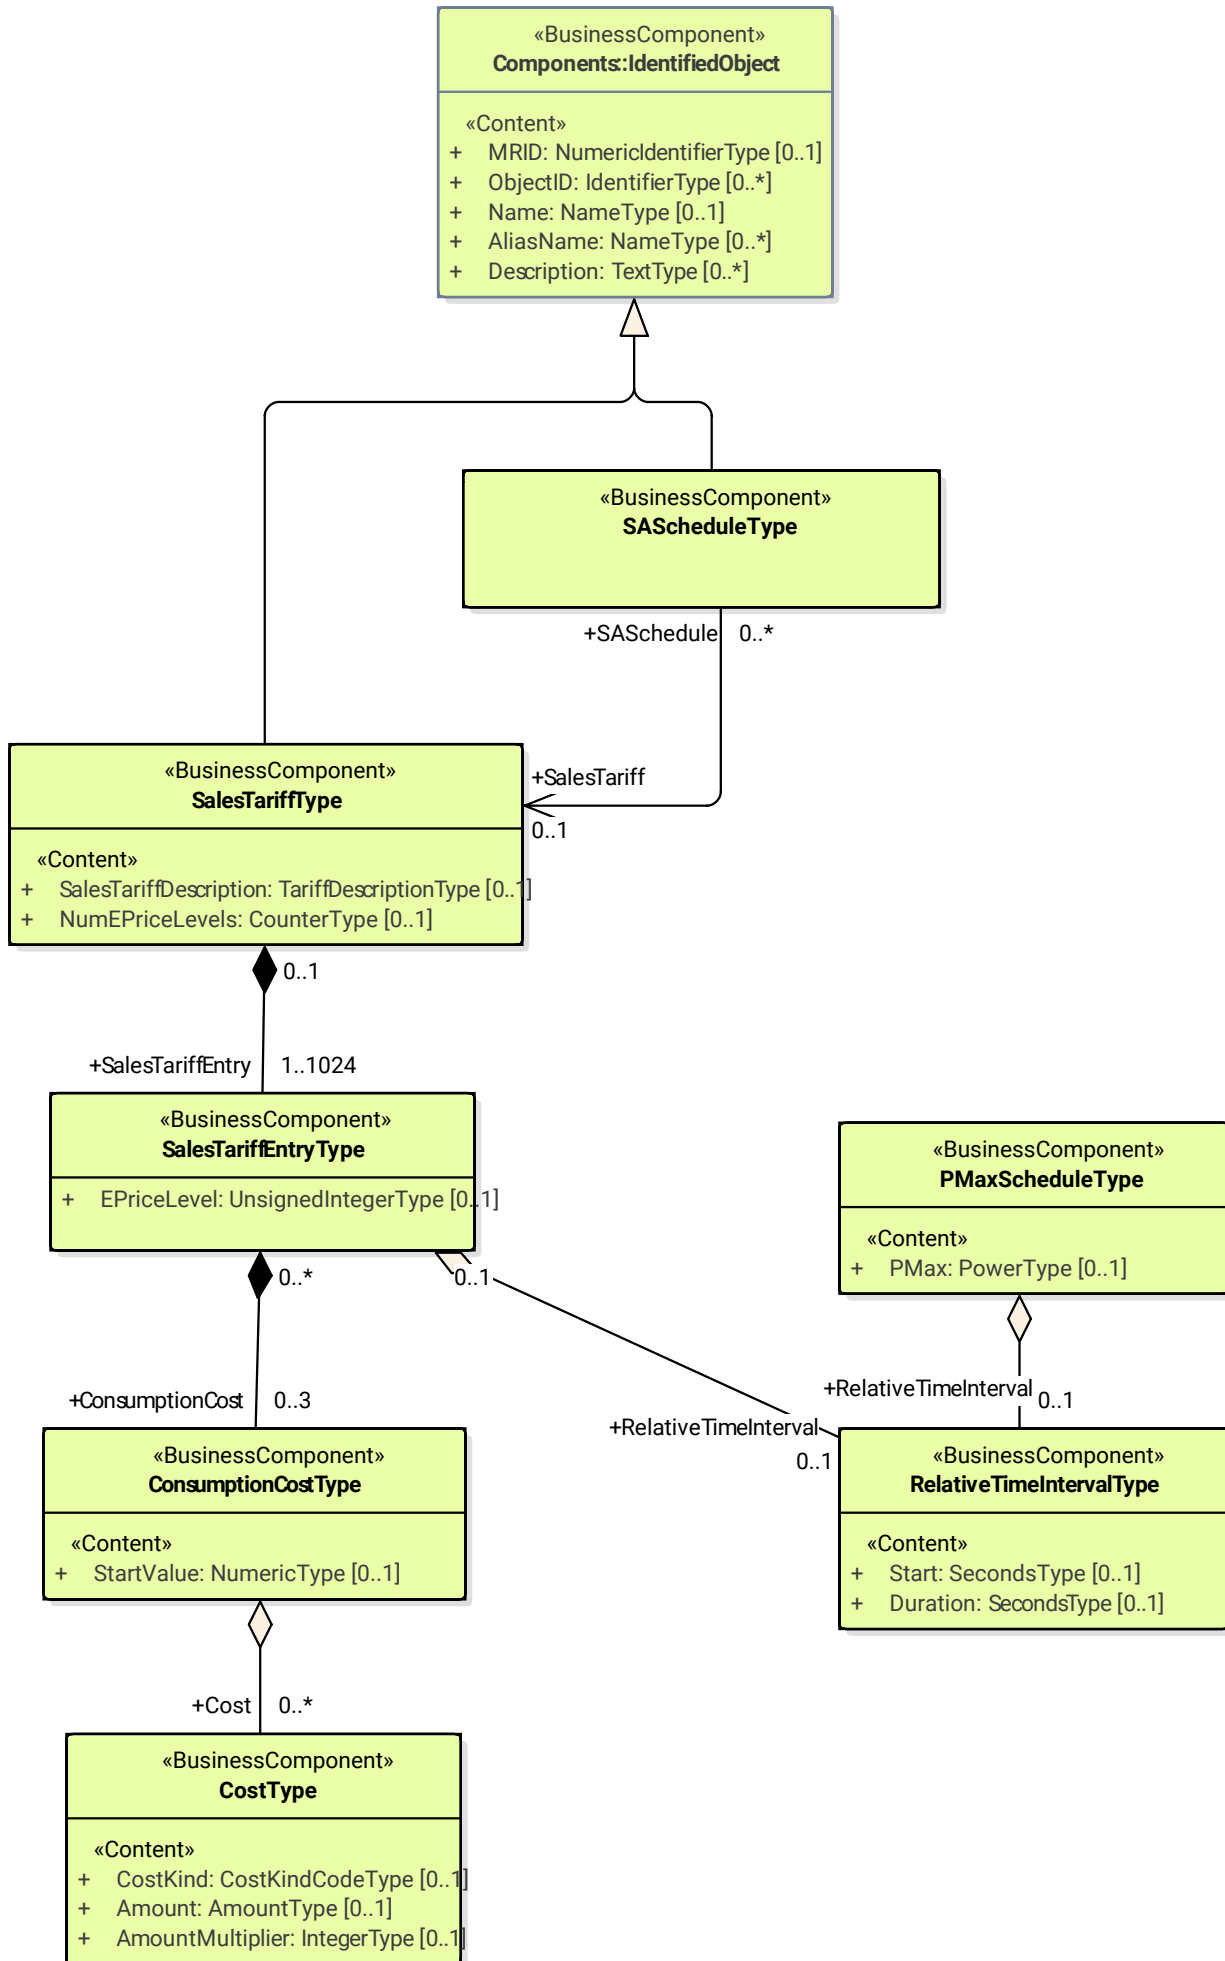 «BusinessComponent»
Components::IdentifiedObject
«Content»
+ MRID: NumericIdentifierType [0..1]
+ ObjectID: IdentifierType [0..*]
+ Name: NameType [0..1]
+ AliasName: NameType [0..*]
+ Description: TextType [0..*]
«BusinessComponent»
SAScheduleType
+SASchedule 0..*
+SalesTariff
0..1
«BusinessComponent»
SalesTariffType
«Content»
+ SalesTariffDescription: TariffDescriptionType [0..1]
+ NumEPriceLevels: CounterType [0..1]
0..1
+SalesTariffEntry 1..1024
«BusinessComponent»
SalesTariffEntryType
+ EPriceLevel: UnsignedIntegerType [0..1]
0..*
0..1
«BusinessComponent»
PMaxScheduleType
«Content»
+ PMax: PowerType [0..1]
+RelativeTimeInterval 0..1
+RelativeTimeInterval
0..1
+ConsumptionCost 0..3
«BusinessComponent»
ConsumptionCostType
«Content»
+ StartValue: NumericType [0..1]
«BusinessComponent»
RelativeTimeIntervalType
«Content»
+ Start: SecondsType [0..1]
+ Duration: SecondsType [0..1]
+Cost 0..*
«BusinessComponent»
CostType
«Content»
+ CostKind: CostKindCodeType [0..1]
+ Amount: AmountType [0..1]
+ AmountMultiplier: IntegerType [0..1]